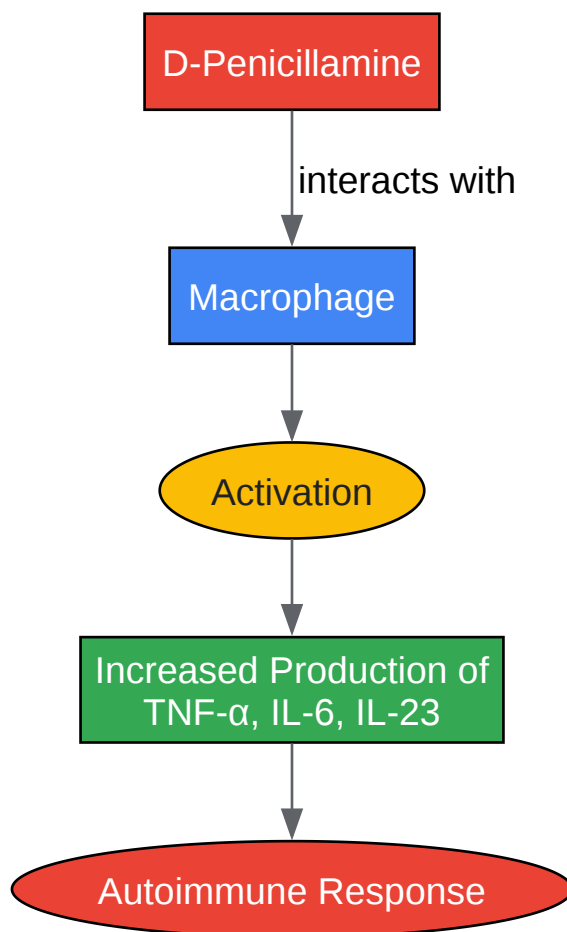 D-Penicillamine
interacts with
Macrophage
Activation
Increased Production of
TNF-α, IL-6, IL-23
Autoimmune Response